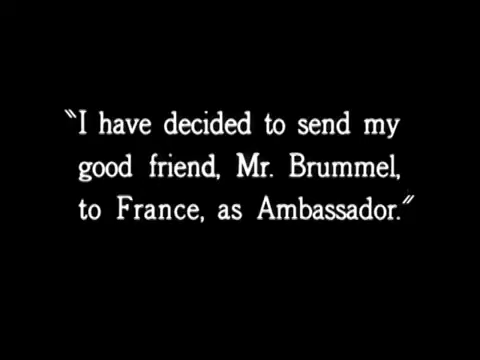 "I have decided to send my
good friend, Mr. Brummel,
to France, as Ambassador."